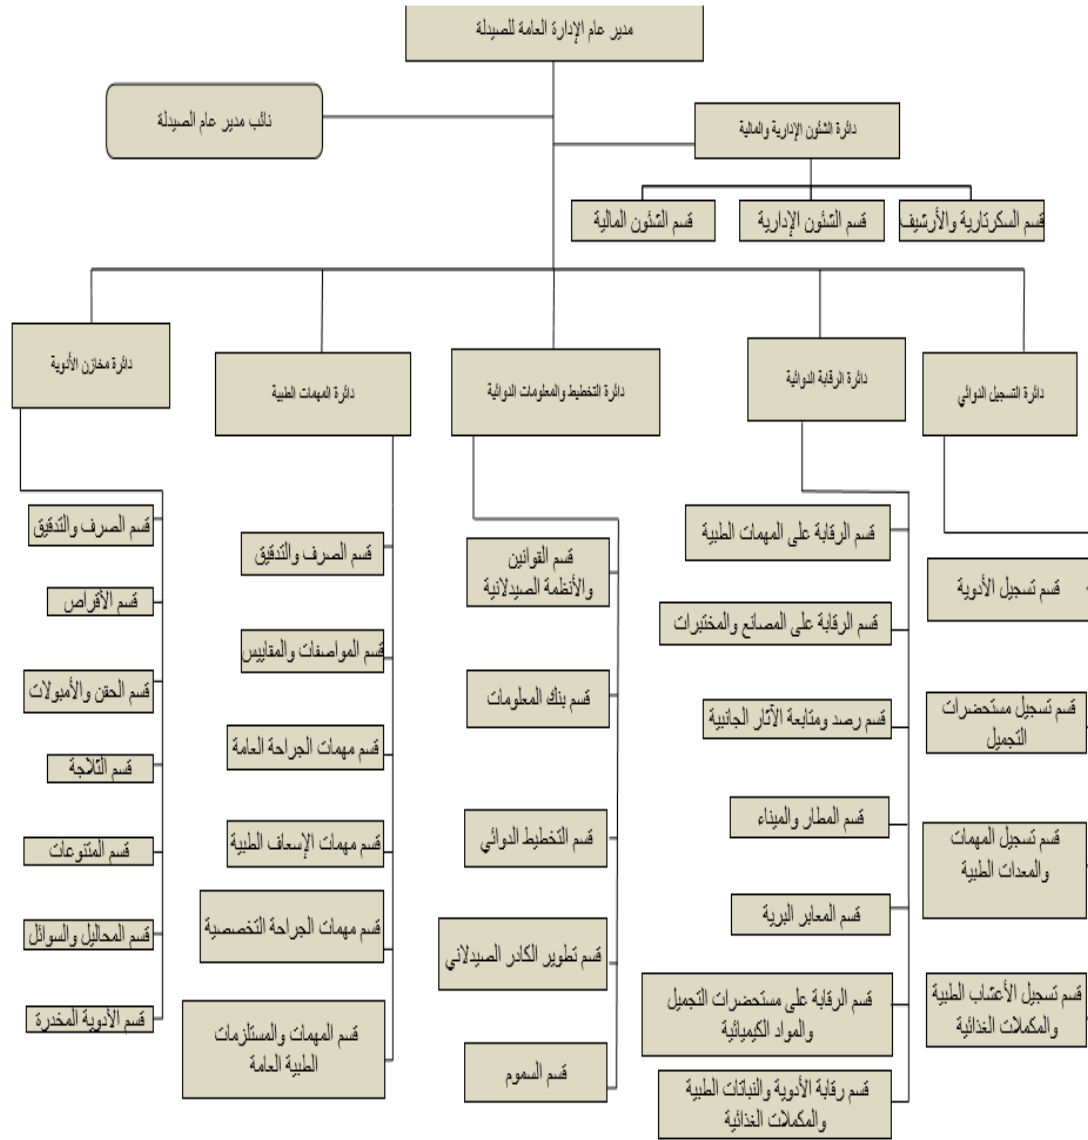 مدير عام الإدارة العامة للصيدلة
نائب مدير عام الصيدلة
دائرة الشئون الإدارية والمالية
قسم السكرتارية والأرشيف
قسم الشئون الإدارية
قسم الشئون المالية
دائرة التسجيل الدوائي
قسم تسجيل الأدوية
قسم تسجيل مستحضرات
التجميل
قسم تسجيل المهمات
والمعدات الطبية
قسم تسجيل الأعشاب الطبية
والمكملات الغذائية
دائرة الرقابة الدوائية
قسم الرقابة على المهمات الطبية
قسم الرقابة على المصانع والمختبرات
قسم رصد ومتابعة الآثار الجانبية
قسم المطار والميناء
قسم المعابر البرية
قسم الرقابة على مستحضرات التجميل
والمواد الكيميائية
قسم رقابة الأدوية والنباتات الطبية
والمكملات الغذائية
دائرة التخطيط والمعلومات الدوائية
قسم القوانين
والأنظمة الصيدلانية
قسم بنك المعلومات
قسم التخطيط الدوائي
قسم تطوير الكادر الصيدلاني
قسم السموم
دائرة المهمات الطبية
قسم الصرف والتدقيق
قسم المواصفات والمقاييس
قسم مهمات الجراحة العامة
قسم مهمات الإسعاف الطبية
قسم مهمات الجراحة التخصصية
قسم المهمات والمستلزمات
الطبية العامة
دائرة مخازن الأدوية
قسم الصرف والتدقيق
قسم الأقراص
قسم الحقن والأمبولات
قسم الثلاجة
قسم المتنوعات
قسم المحاليل والسوائل
قسم الأدوية المخدرة